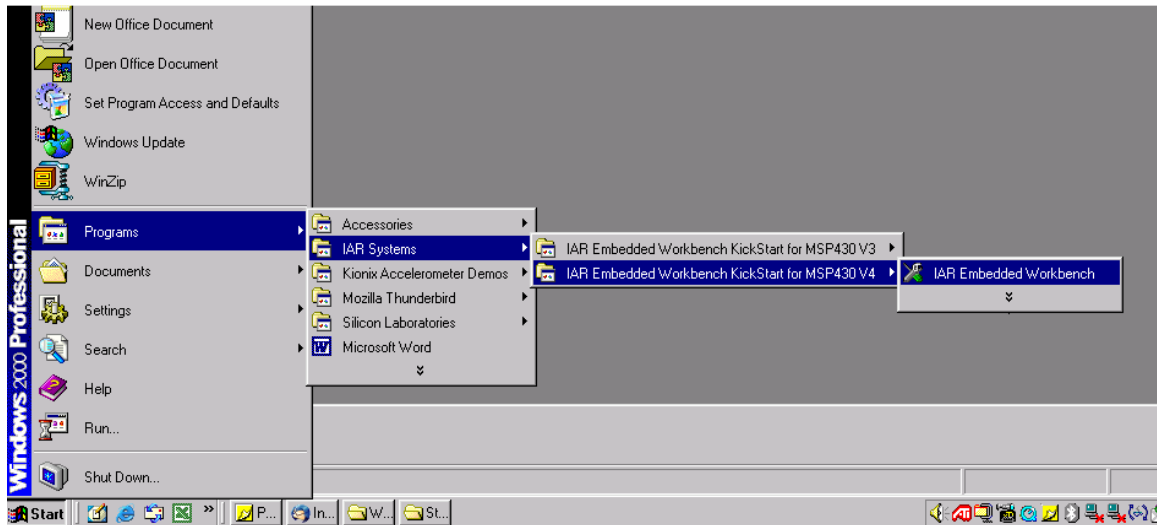 New Office Document
Open Office Document
Set Program Access and Defaults
Windows Update
WinZip
Programs
Documents
Settings
Search
Help
Run...
Shut Down...
Windows 2000 Professional
Accessories
IAR Systems
Kionix Accelerometer Demos
Mozilla Thunderbird
Silicon Laboratories
Microsoft Word
IAR Embedded Workbench KickStart for MSP430 V3
IAR Embedded Workbench KickStart for MSP430 V4
IAR Embedded Workbench
Start
P...
In...
W...
St...